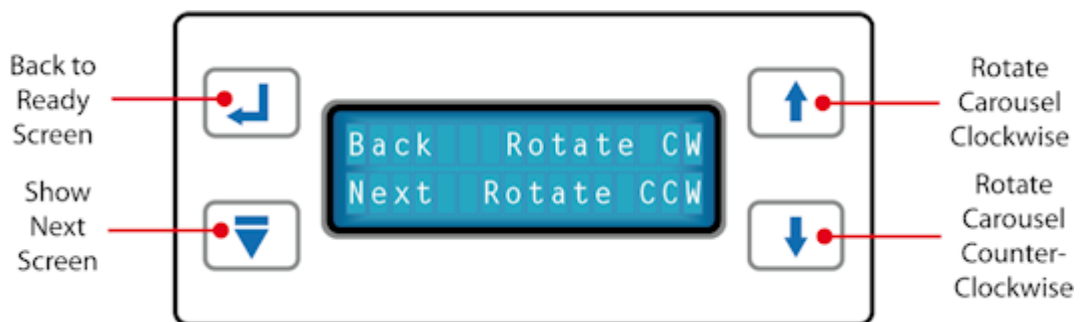 Back to
Ready
Screen
Show
Next
Screen
Back Rotate CW
Next Rotate CCW
Rotate
Carousel
Clockwise
Rotate
Carousel
Counter-
Clockwise